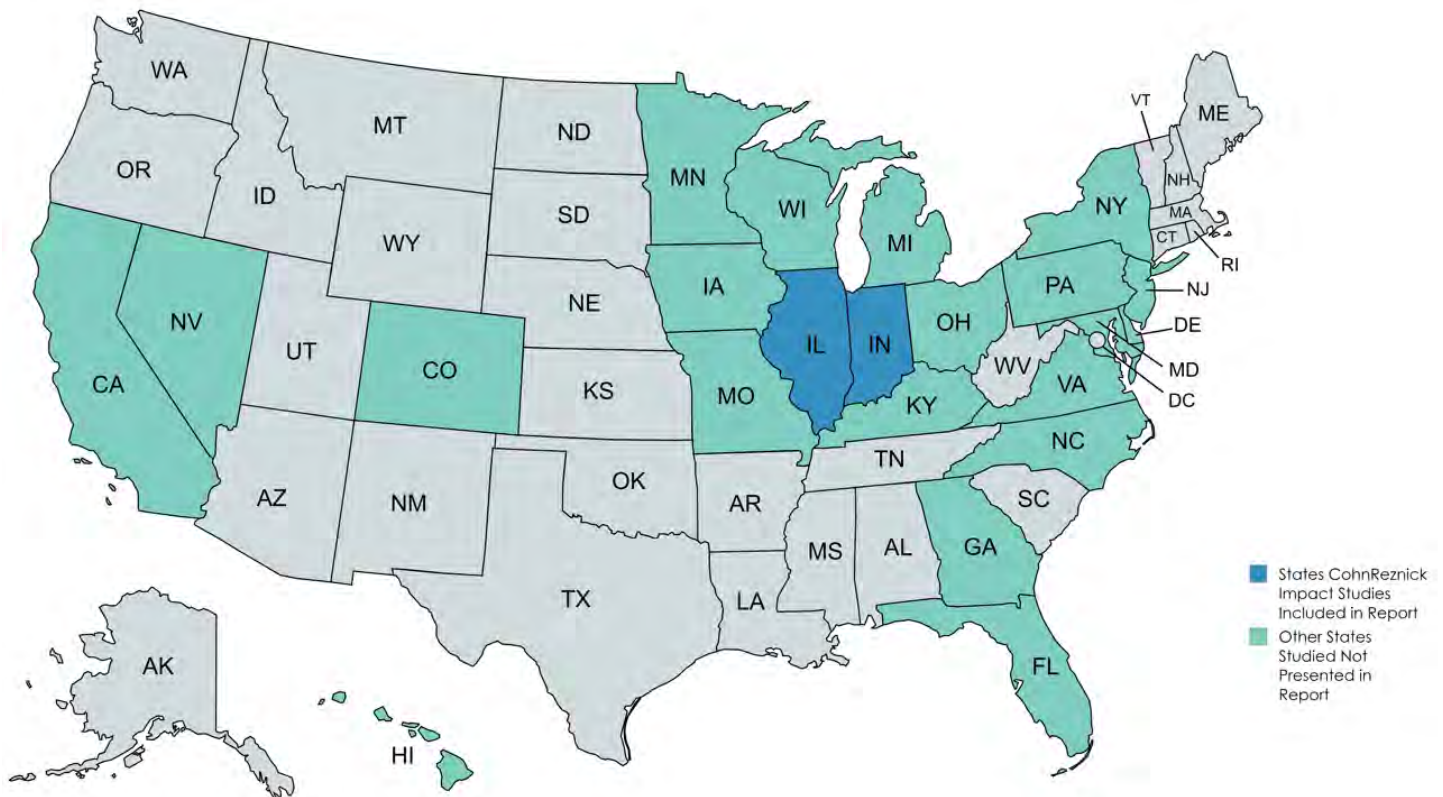 WA
MT
ND
VT
ME
OR
ID
MN
SD
WI
NH
NY
MA
WY
MI
CT
RI
IA
PA
NE
NJ
NV
OH
DE
UT
IL
IN
CO
WV
MD
CA
VA
KS
MO
KY
DC
NC
TN
OK
AZ
NM
AR
SC
MS
AL
GA
States CohnReznick
Impact Studies
Included in Report
TX
LA
Other States
Studied Not
Presented in
Report
AK
FL
HI